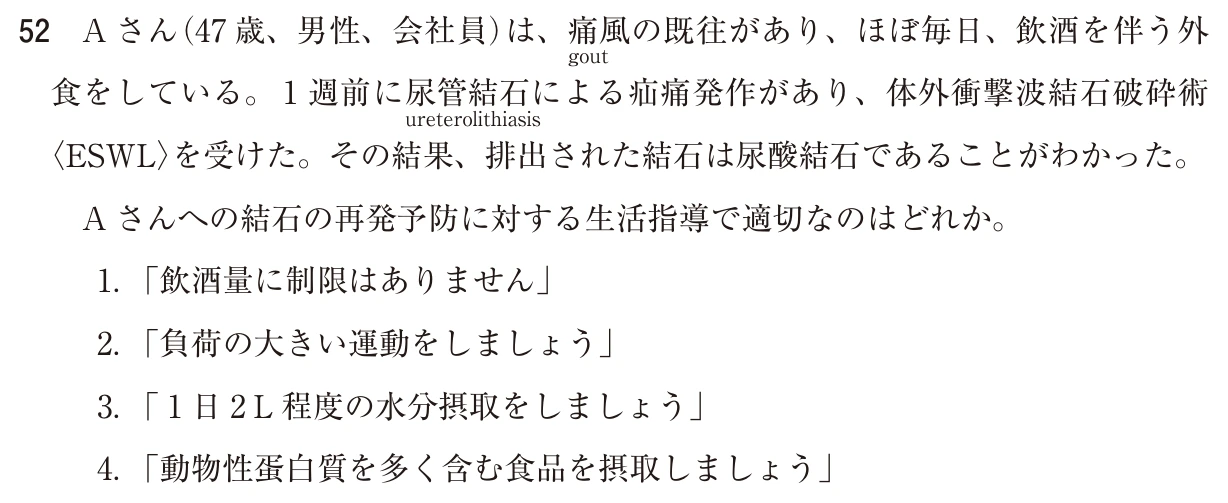 52 Aさん(47歳、男性、会社員)は、痛風の既往があり、ほぼ毎日、飲酒を伴う外
gout
食をしている。1週前に尿管結石による疝痛発作があり、体外衝撃波結石破砕術
ureterolithiasis
〈ESWL〉を受けた。その結果、排出された結石は尿酸結石であることがわかった。
Aさんへの結石の再発予防に対する生活指導で適切なのはどれか。
1. 「飲酒量に制限はありません」
2. 「負荷の大きい運動をしましょう」
3. 「1日2L程度の水分摂取をしましょう」
4. 「動物性蛋白質を多く含む食品を摂取しましょう」